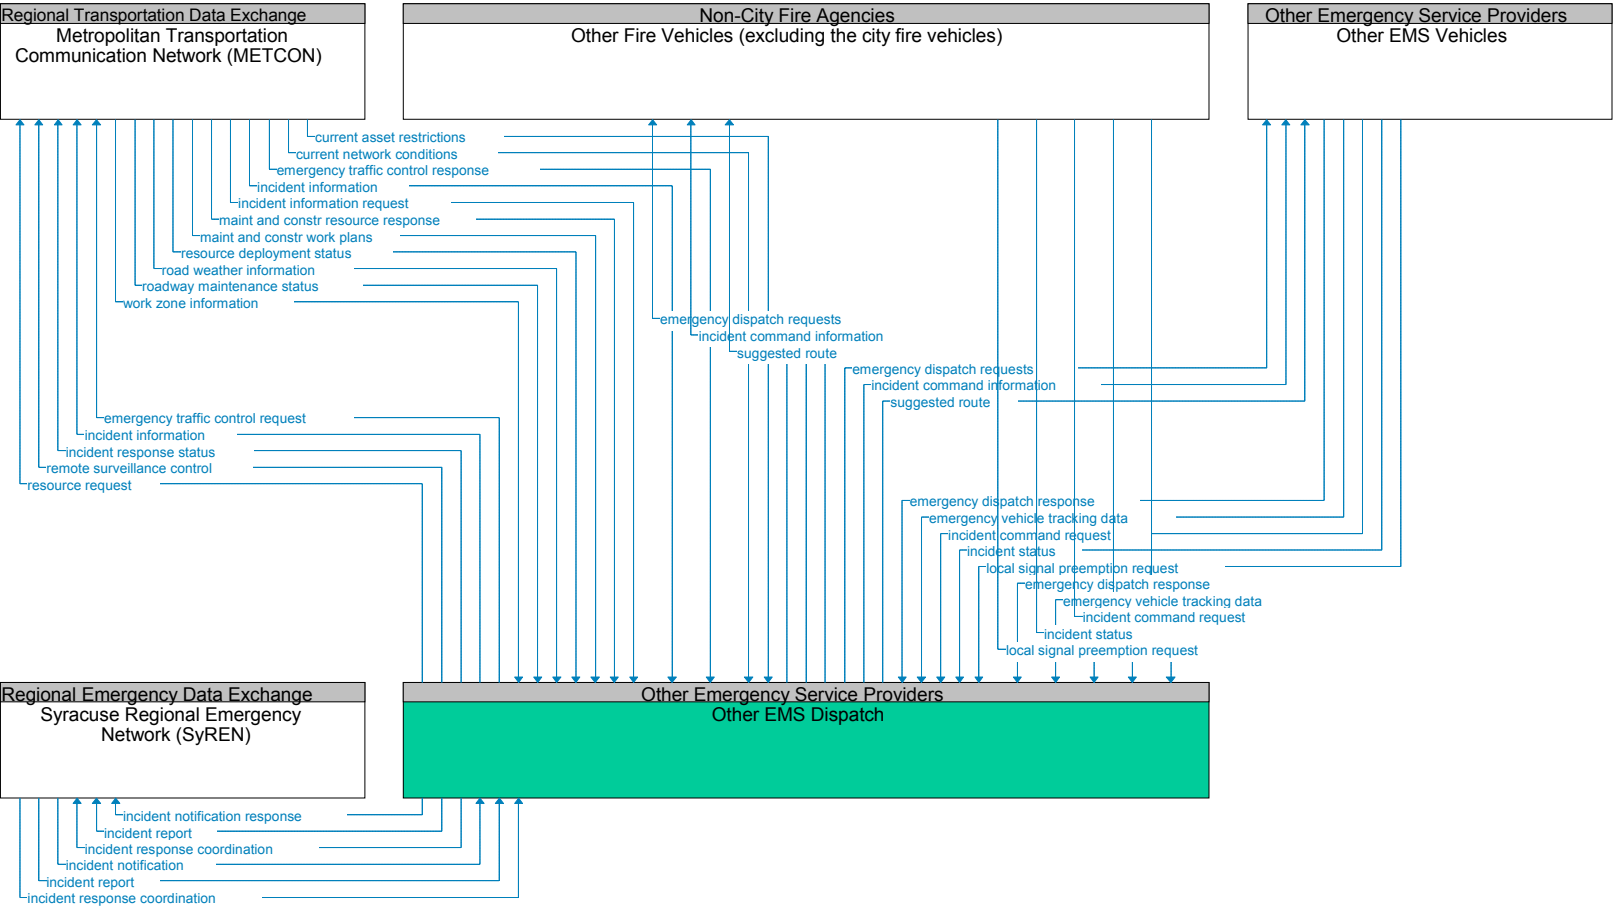 Regional Transportation Data Exchange
Metropolitan Transportation
Communication Network (METCON)
Non-City Fire Agencies
Other Fire Vehicles (excluding the city fire vehicles)
Other Emergency Service Providers
Other EMS Vehicles
current asset restrictions
current network conditions
emergency traffic control response
incident information
incident information request
maint and constr resource response
maint and constr work plans
resource deployment status
road weather information
roadway maintenance status
work zone information
emergency dispatch requests
incident command information
suggested route
emergency dispatch requests
incident command information
suggested route
emergency traffic control request
incident information
incident response status
remote surveillance control
resource request
emergency dispatch response
emergency vehicle tracking data
incident command request
incident status
local signal preemption request
emergency dispatch response
emergency vehicle tracking data
incident command request
incident status
local signal preemption request
Regional Emergency Data Exchange
Syracuse Regional Emergency
Network (SyREN)
Other Emergency Service Providers
Other EMS Dispatch
incident notification response
incident report
incident response coordination
incident notification
incident report
incident response coordination